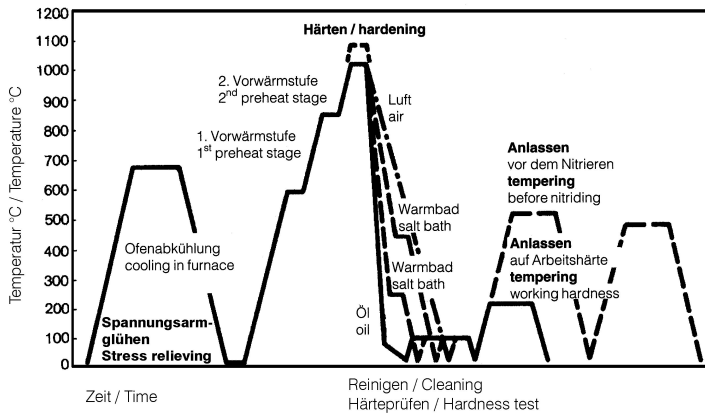 Temperatur °C / Temperature °C
1200
1100
1000
900
800
700
600
500
400
300
200
100
0
Härten / hardening
2. Vorwärmstufe
2nd preheat stage
1. Vorwärmstufe
1st preheat stage
Luft
air
Anlassen
vor dem Nitrieren
tempering
before nitriding
Warmbad
salt bath
Ofenabkühlung
cooling in furnace
Anlassen
auf Arbeitshärte
tempering
working hardness
Warmbad
salt bath
Öl
oil
Spannungsarm-
glühen
Stress relieving
Zeit / Time
Reinigen / Cleaning
Härteprüfen / Hardness test